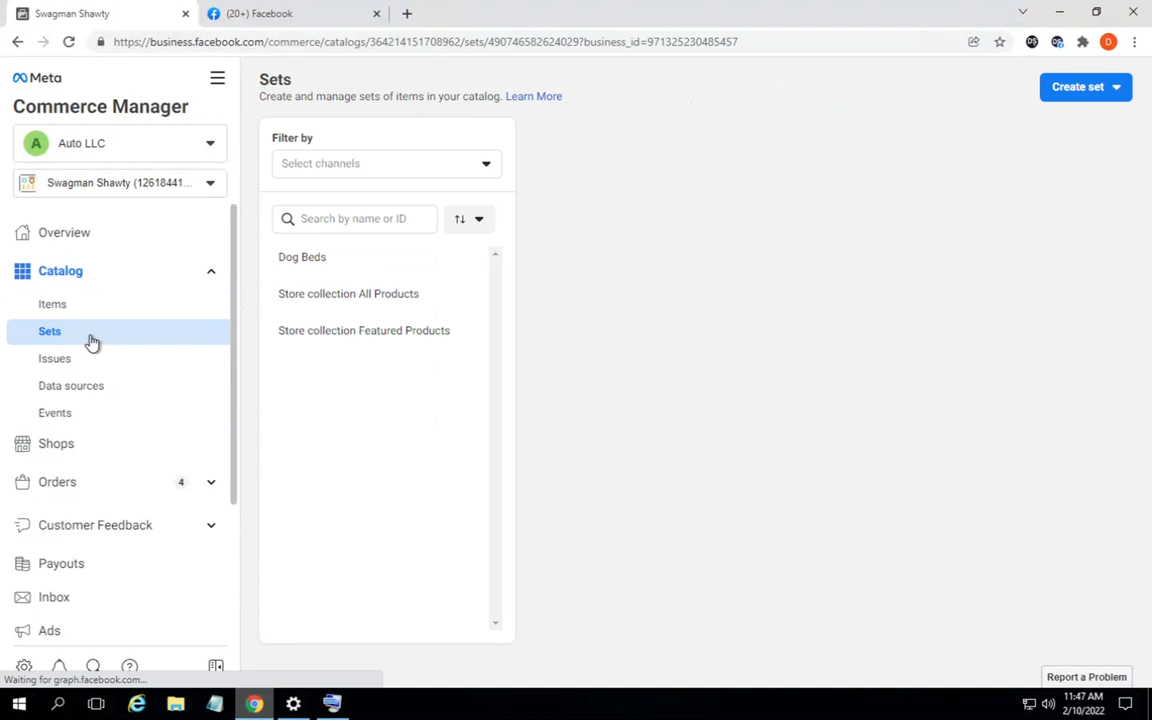 Swagman Shawty
(20+) Facebook
https://business.facebook.com/commerce/catalogs/364214151708962/sets/490746582624029?business_id=971325230485457
Meta
Commerce Manager
A
Auto LLC
Swagman Shawty (12618441...
Overview
Catalog
Items
Sets
Issues
Data sources
Events
Shops
Orders
4
Customer Feedback
Payouts
Inbox
Ads
Waiting for graph.facebook.com...
Sets
Create and manage sets of items in your catalog. Learn More
Create set
Filter by
Select channels
Search by name or ID
Dog Beds
Store collection All Products
Store collection Featured Products
Report a Problem
D
11:47 AM
2/10/2022